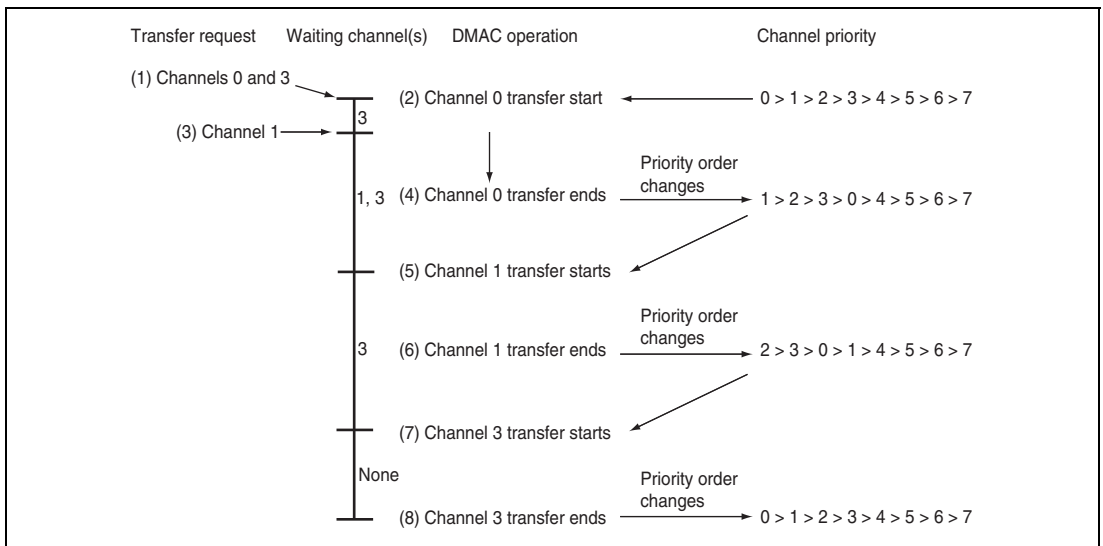 Transfer request Waiting channel(s) DMAC operation Channel priority
(1) Channels 0 and 3
(2) Channel 0 transfer start 0 > 1 > 2 > 3 > 4 > 5 > 6 > 7
3
(3) Channel 1
Priority order
changes
1, 3 (4) Channel 0 transfer ends 1 > 2 > 3 > 0 > 4 > 5 > 6 > 7
(5) Channel 1 transfer starts
Priority order
changes
3 (6) Channel 1 transfer ends 2 > 3 > 0 > 1 > 4 > 5 > 6 > 7
(7) Channel 3 transfer starts
None
Priority order
changes
(8) Channel 3 transfer ends 0 > 1 > 2 > 3 > 4 > 5 > 6 > 7